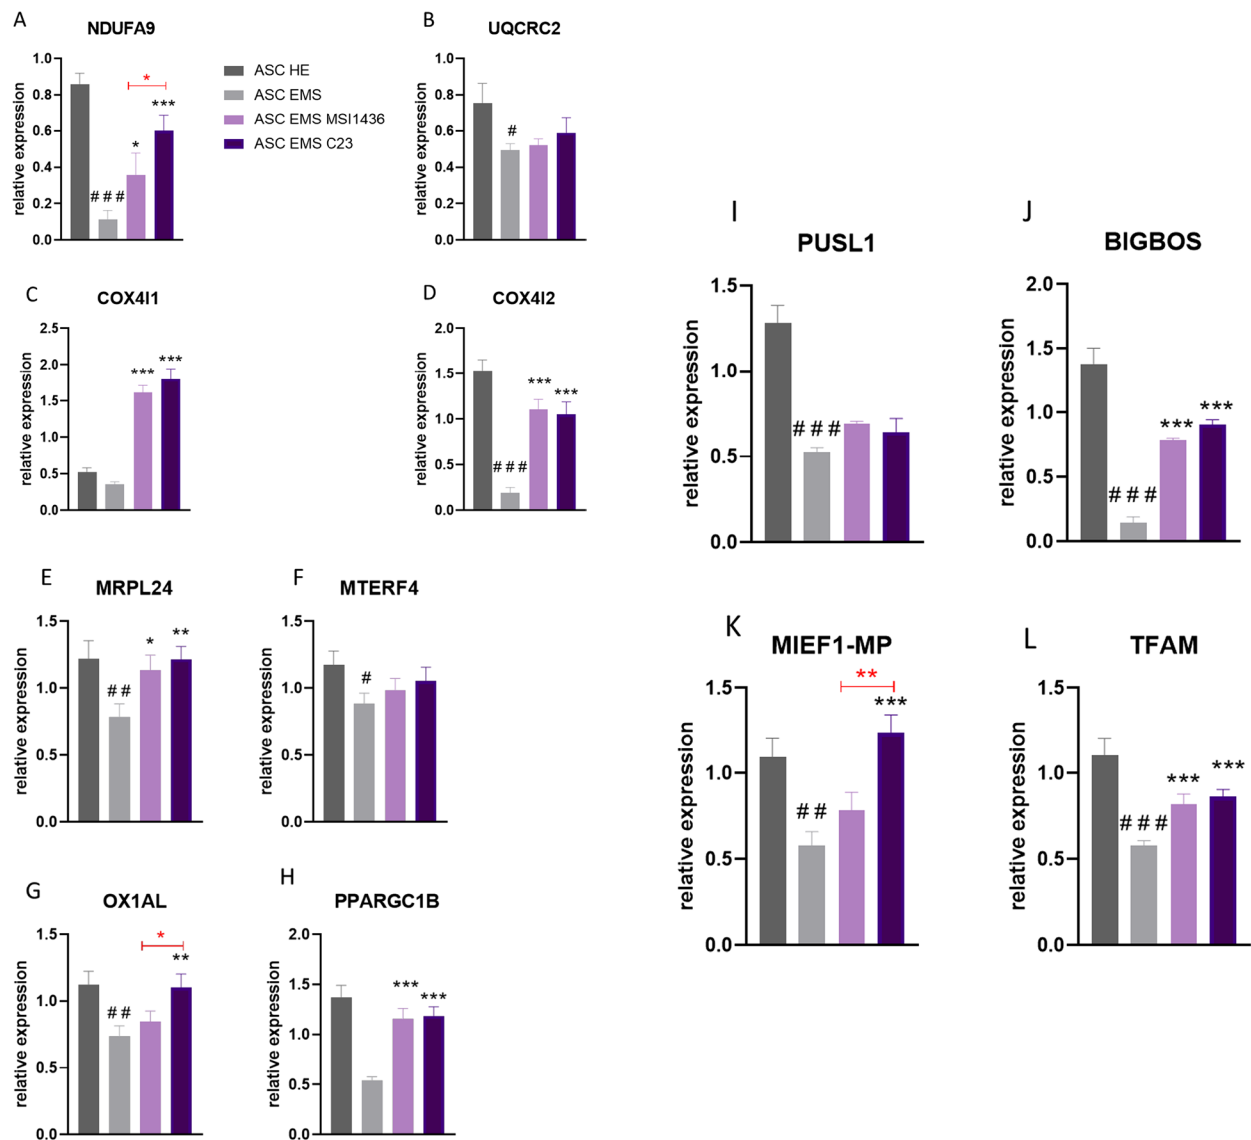 A
NDUFA9
relative expression
1.0
0.8
0.6
0.4
0.2
0.0
###
*
***
*
ASC HE
ASC EMS
ASC EMS MSI1436
ASC EMS C23
B
UQCRC2
relative expression
1.0
0.8
0.6
0.4
0.2
0.0
#
C
COX4I1
relative expression
2.5
2.0
1.5
1.0
0.5
0.0
***
***
D
COX4I2
relative expression
2.0
1.5
1.0
0.5
0.0
###
***
***
E
MRPL24
relative expression
1.5
1.0
0.5
0.0
##
*
**
F
MTERF4
relative expression
1.5
1.0
0.5
0.0
#
G
OX1AL
relative expression
1.5
1.0
0.5
0.0
##
*
**
H
PPARGC1B
relative expression
2.0
1.5
1.0
0.5
0.0
***
***
I
PUSL1
relative expression
1.5
1.0
0.5
0.0
###
J
BIGBOS
relative expression
2.0
1.5
1.0
0.5
0.0
###
***
***
K
MIEF1-MP
relative expression
1.5
1.0
0.5
0.0
##
**
***
L
TFAM
relative expression
1.5
1.0
0.5
0.0
###
***
***